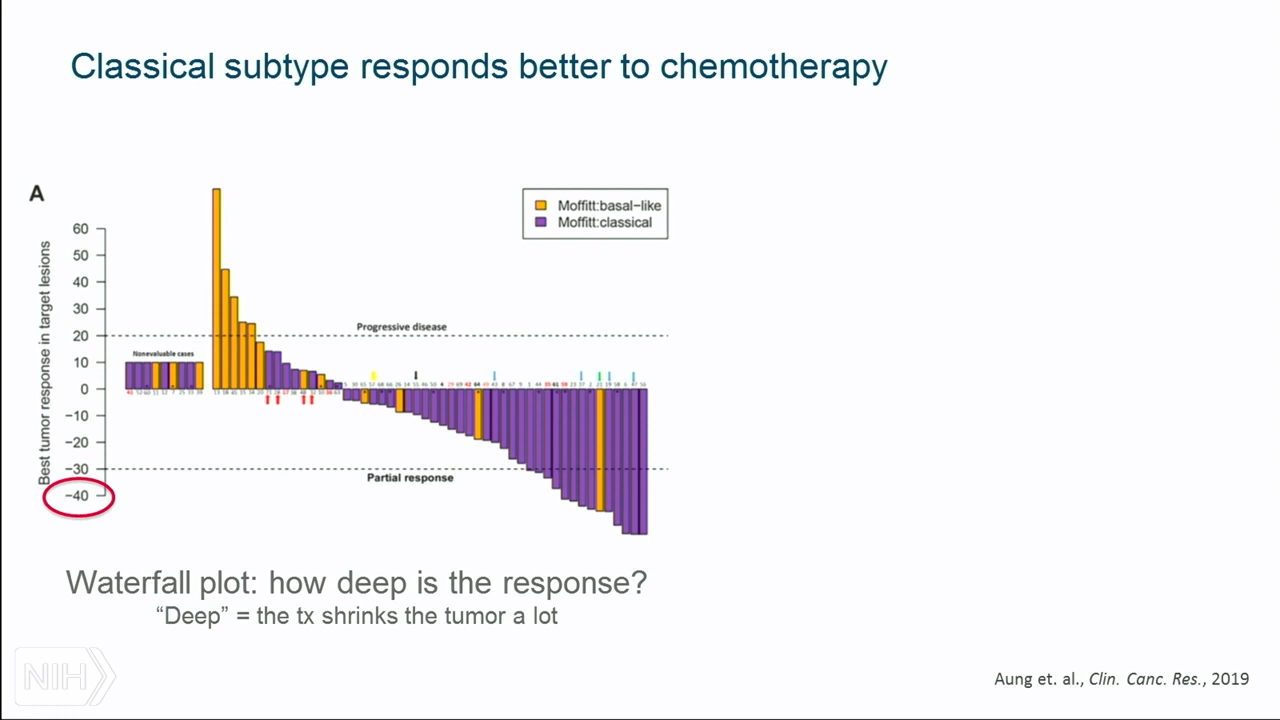 Classical subtype responds better to chemotherapy
A
Moffitt:basal−like
Moffitt:classical
Best tumor response in target lesions
60
50
40
30
20
10
0
−10
−20
−30
−40
Progressive disease
Nonevaluable cases
Partial response
Waterfall plot: how deep is the response?
“Deep” = the tx shrinks the tumor a lot
NIH
Aung et. al., Clin. Canc. Res., 2019